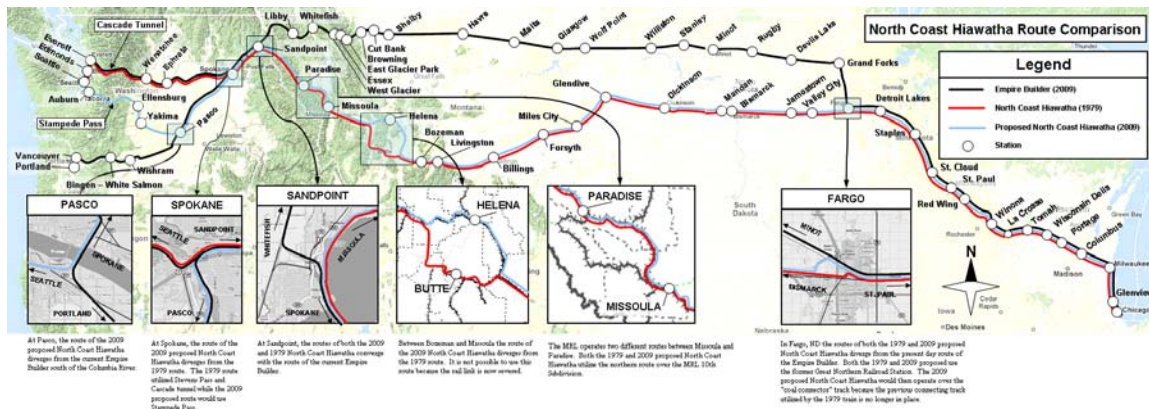 North Coast Hiawatha Route Comparison
Legend
Empire Builder (2009)
North Coast Hiawatha (1979)
Proposed North Coast Hiawatha (2009)
Station
Cascade Tunnel
Everett
Edmonds
Seattle
Auburn
Wenatchee
Ephrata
Ellensburg
Yakima
Stampede Pass
Pasco
Vancouver
Portland
Wishram
Bingen – White Salmon
Sandpoint
Libby
Whitefish
Cut Bank
Browning
East Glacier Park
Essex
West Glacier
Shelby
Havre
Malta
Glasgow
Wolf Point
Williston
Stanley
Minot
Rugby
Devils Lake
Grand Forks
Paradise
Missoula
Helena
Bozeman
Livingston
Billings
Forsyth
Miles City
Glendive
Dickinson
Mandan
Bismarck
Jamestown
Valley City
Detroit Lakes
Staples
St. Cloud
St. Paul
Red Wing
Winona
La Crosse
Tomah
Wisconsin Dells
Portage
Columbus
Milwaukee
Glenview
Chicago
Montana
South
Dakota
Nebraska
Iowa
Des Moines
Cedar
Rapids
Madison
Rochester
Green Bay
N
PASCO
SPOKANE
SEATTLE
PORTLAND
SPOKANE
SEATTLE
SANDPOINT
PASCO
SANDPOINT
WHITEFISH
MISSOULA
SPOKANE
HELENA
BUTTE
PARADISE
MISSOULA
FARGO
MINOT
BISMARCK
ST. PAUL
At Pasco, the route of the 2009
proposed North Coast Hiawatha
diverges from the current Empire
Builder south of the Columbia River.
At Spokane, the route of the
2009 proposed North Coast
Hiawatha diverges from the
1979 route. The 1979 route
utilized Stevens Pass and
Cascade tunnel while the 2009
proposed route would use
Stampede Pass
At Sandpoint, the routes of both the 2009
and 1979 North Coast Hiawatha converge
with the route of the current Empire
Builder.
Between Bozeman and Missoula the route of
the 2009 North Coast Hiawatha diverges from
the 1979 route. It is not possible to use this
route because the rail link is now severed.
The MRL operates two different routes between Missoula and
Paradise. Both the 1979 and 2009 proposed North Coast
Hiawatha utilize the northern route over the MRL 10th
Subdivision.
In Fargo, ND the routes of both the 1979 and 2009 proposed
North Coast Hiawatha diverge from the present day route of
the Empire Builder. Both the 1979 and 2009 proposed use the
former Great Northern Railroad Station. The 2009
proposed North Coast Hiawatha would then operate over the
"coal connector" track because the previous connecting track
utilized by the 1979 train is no longer in place.